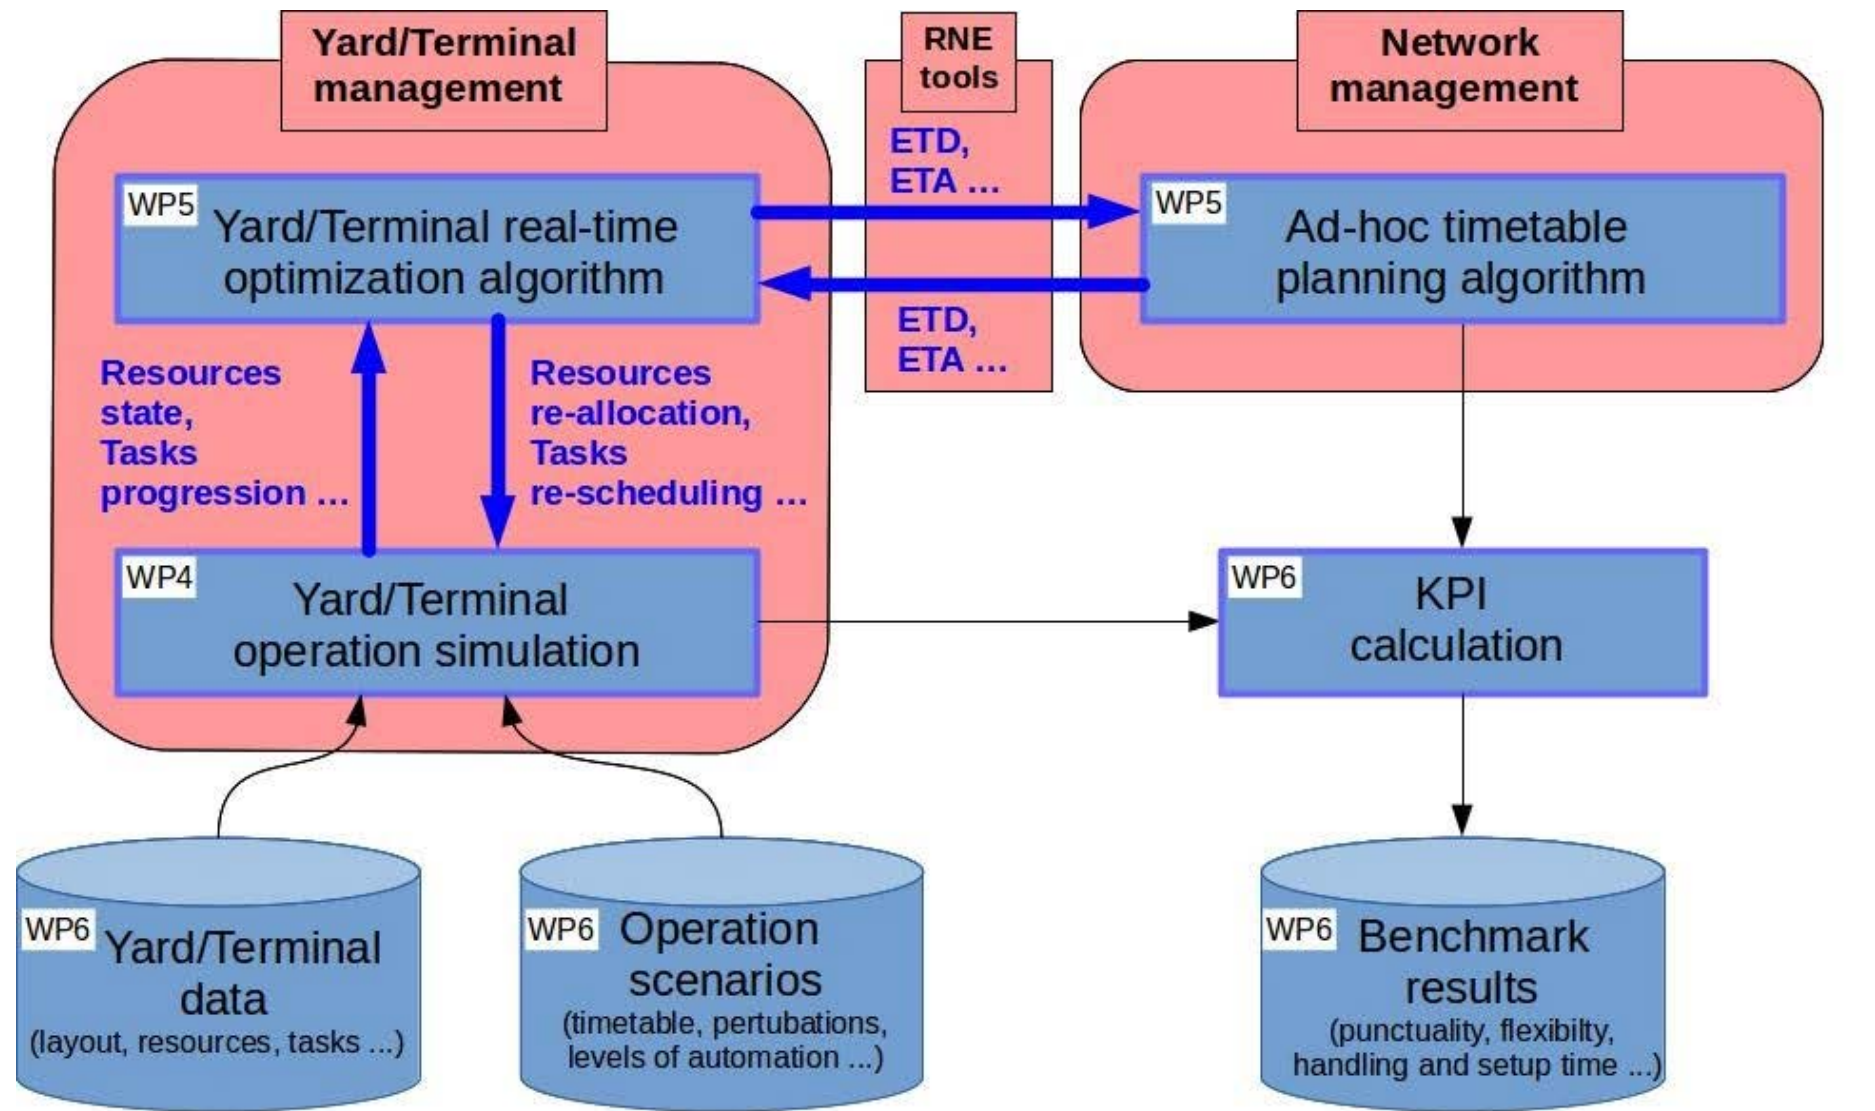 Yard/Terminal
management
RNE
tools
Network
management
ETD,
ETA ...
WP5
Yard/Terminal real-time
optimization algorithm
WP5
Ad-hoc timetable
planning algorithm
ETD,
ETA ...
Resources
state,
Tasks
progression ...
Resources
re-allocation,
Tasks
re-scheduling ...
WP4
Yard/Terminal
operation simulation
WP6
KPI
calculation
WP6
Yard/Terminal
data
(layout, resources, tasks ...)
WP6
Operation
scenarios
(timetable, pertubations,
levels of automation ...)
WP6
Benchmark
results
(punctuality, flexibilty,
handling and setup time ...)